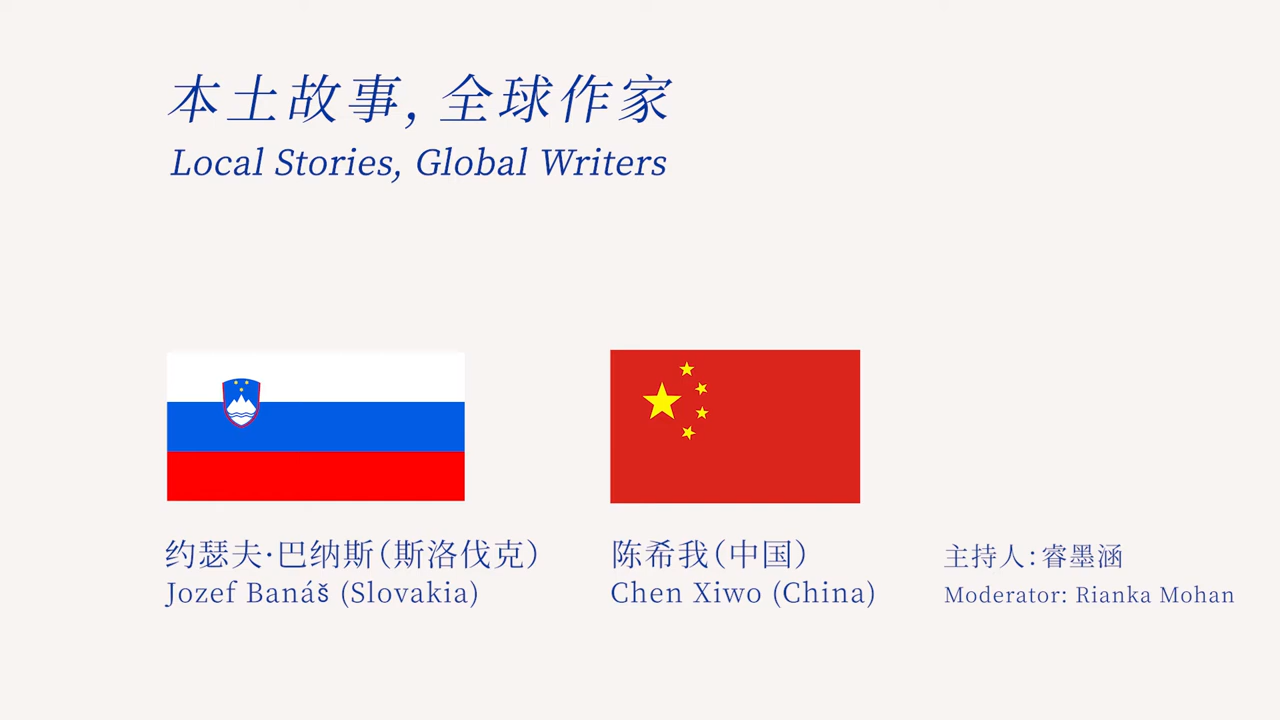 本土故事, 全球作家
Local Stories, Global Writers
约瑟夫·巴纳斯(斯洛伐克)
Jozef Banáš (Slovakia)
陈希我(中国)
Chen Xiwo (China)
主持人: 睿墨涵
Moderator: Rianka Mohan